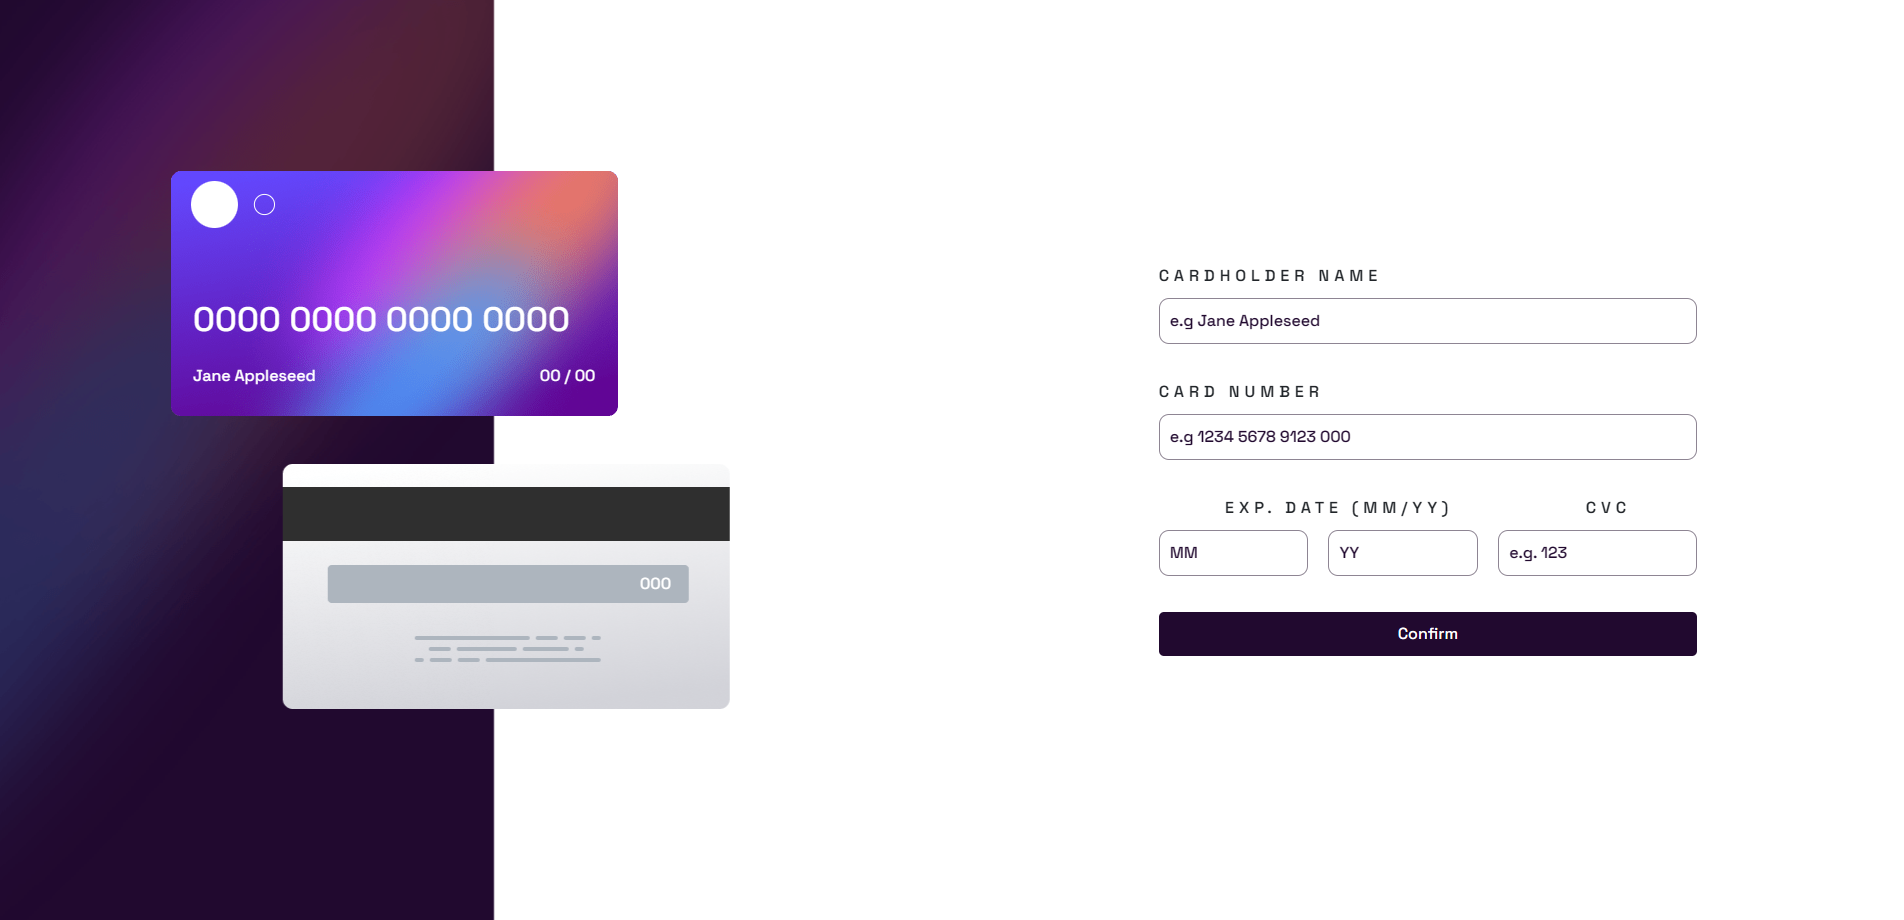 0000 0000 0000 0000
Jane Appleseed 00 / 00
000
CARDHOLDER NAME
e.g Jane Appleseed
CARD NUMBER
e.g 1234 5678 9123 000
EXP. DATE (MM/YY) CVC
MM YY e.g. 123
Confirm